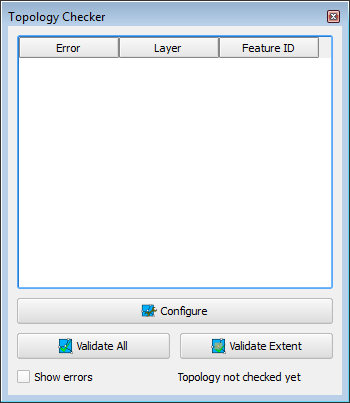 Topology Checker
Error Layer Feature ID
Configure
Validate All Validate Extent
Show errors Topology not checked yet